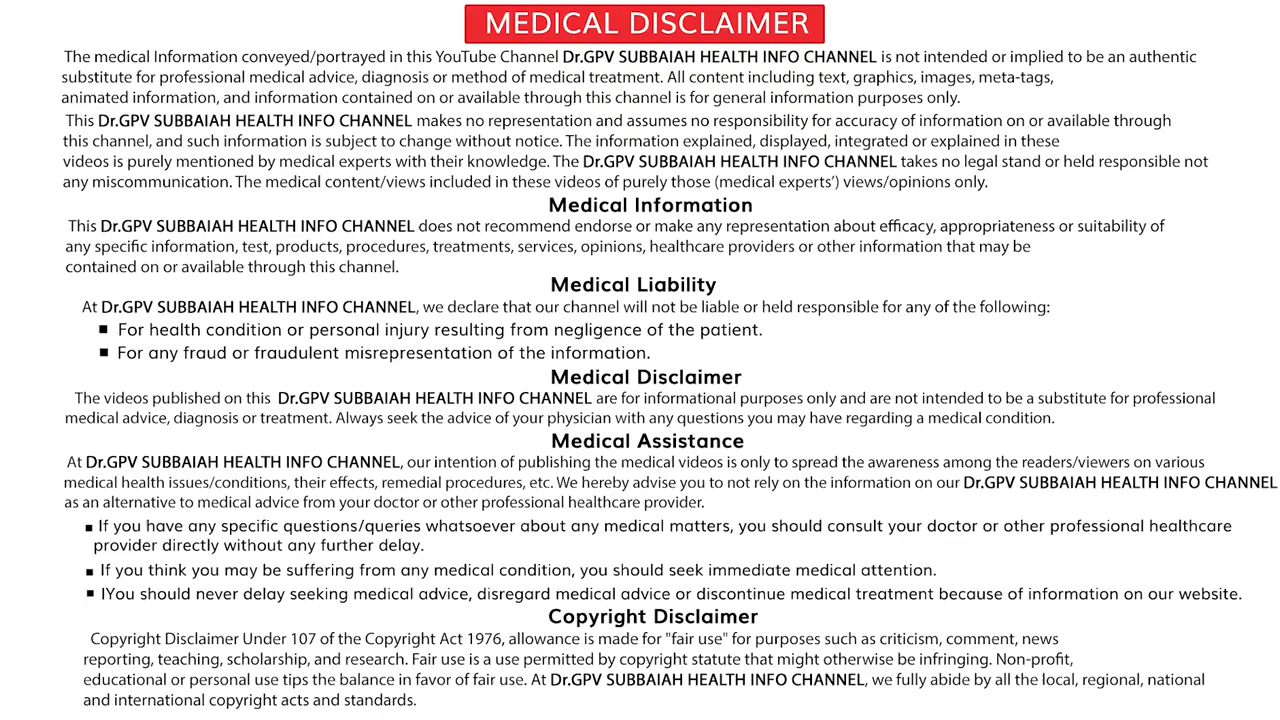 MEDICAL DISCLAIMER
The medical Information conveyed/portrayed in this YouTube Channel Dr.GPV SUBBAIAH HEALTH INFO CHANNEL is not intended or implied to be an authentic
substitute for professional medical advice, diagnosis or method of medical treatment. All content including text, graphics, images, meta-tags,
animated information, and information contained on or available through this channel is for general information purposes only.
This Dr.GPV SUBBAIAH HEALTH INFO CHANNEL makes no representation and assumes no responsibility for accuracy of information on or available through
this channel, and such information is subject to change without notice. The information explained, displayed, integrated or explained in these
videos is purely mentioned by medical experts with their knowledge. The Dr.GPV SUBBAIAH HEALTH INFO CHANNEL takes no legal stand or held responsible not
any miscommunication. The medical content/views included in these videos of purely those (medical experts’) views/opinions only.
Medical Information
This Dr.GPV SUBBAIAH HEALTH INFO CHANNEL does not recommend endorse or make any representation about efficacy, appropriateness or suitability of
any specific information, test, products, procedures, treatments, services, opinions, healthcare providers or other information that may be
contained on or available through this channel.
Medical Liability
At Dr.GPV SUBBAIAH HEALTH INFO CHANNEL, we declare that our channel will not be liable or held responsible for any of the following:
■ For health condition or personal injury resulting from negligence of the patient.
■ For any fraud or fraudulent misrepresentation of the information.
Medical Disclaimer
The videos published on this Dr.GPV SUBBAIAH HEALTH INFO CHANNEL are for informational purposes only and are not intended to be a substitute for professional
medical advice, diagnosis or treatment. Always seek the advice of your physician with any questions you may have regarding a medical condition.
Medical Assistance
At Dr.GPV SUBBAIAH HEALTH INFO CHANNEL, our intention of publishing the medical videos is only to spread the awareness among the readers/viewers on various
medical health issues/conditions, their effects, remedial procedures, etc. We hereby advise you to not rely on the information on our Dr.GPV SUBBAIAH HEALTH INFO CHANNEL
as an alternative to medical advice from your doctor or other professional healthcare provider.
■ If you have any specific questions/queries whatsoever about any medical matters, you should consult your doctor or other professional healthcare
provider directly without any further delay.
■ If you think you may be suffering from any medical condition, you should seek immediate medical attention.
■ IYou should never delay seeking medical advice, disregard medical advice or discontinue medical treatment because of information on our website.
Copyright Disclaimer
Copyright Disclaimer Under 107 of the Copyright Act 1976, allowance is made for "fair use" for purposes such as criticism, comment, news
reporting, teaching, scholarship, and research. Fair use is a use permitted by copyright statute that might otherwise be infringing. Non-profit,
educational or personal use tips the balance in favor of fair use. At Dr.GPV SUBBAIAH HEALTH INFO CHANNEL, we fully abide by all the local, regional, national
and international copyright acts and standards.